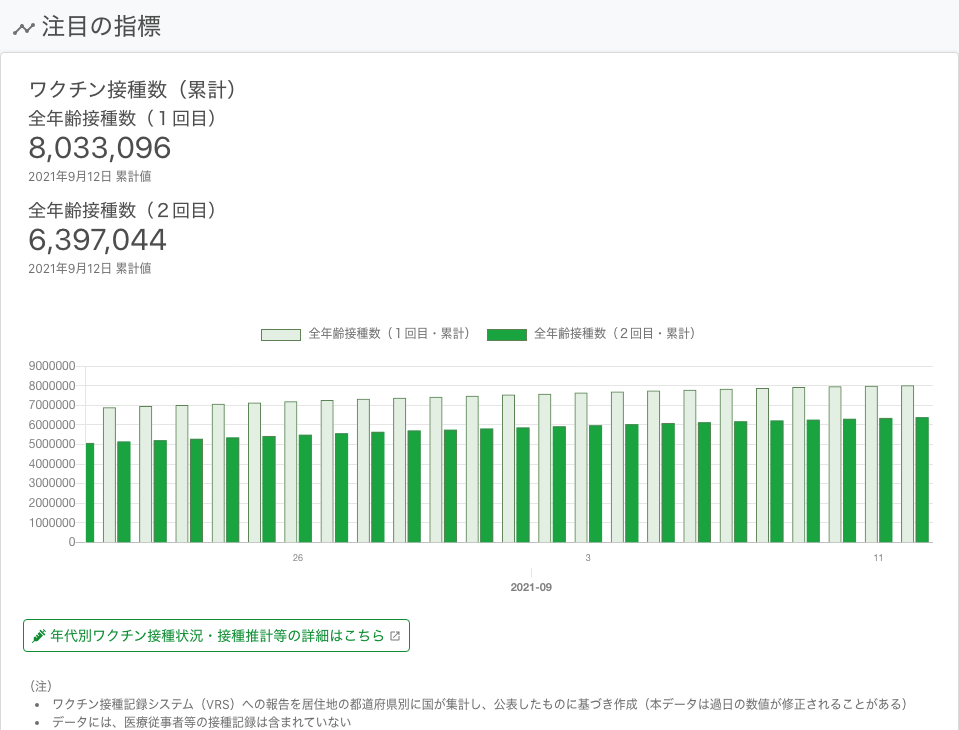 注目の指標
ワクチン接種数（累計）
全年齢接種数（１回目）
8,033,096
2021年9月12日 累計値
全年齢接種数（２回目）
6,397,044
2021年9月12日 累計値
全年齢接種数（１回目・累計） 全年齢接種数（２回目・累計）
9000000
8000000
7000000
6000000
5000000
4000000
3000000
2000000
1000000
0
26 3 11
2021-09
年代別ワクチン接種状況・接種推計等の詳細はこちら
（注）
• ワクチン接種記録システム（VRS）への報告を居住地の都道府県別に国が集計し、公表したものに基づき作成（本データは過日の数値が修正されることがある）
• データには、医療従事者等の接種記録は含まれていない